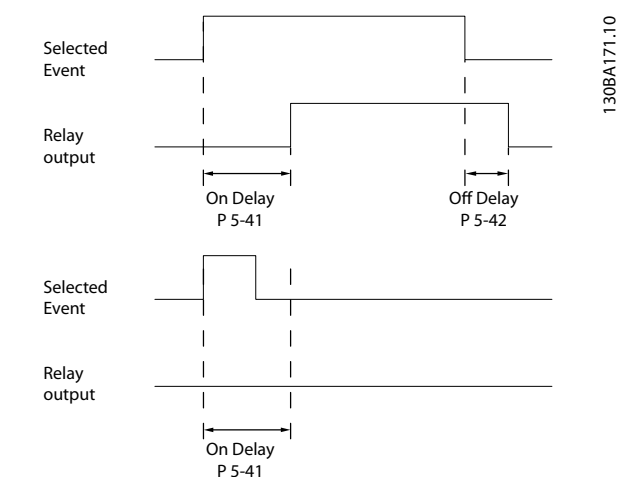 Selected
Event
130BA171.10
Relay
output
On Delay
P 5-41
Off Delay
P 5-42
Selected
Event
Relay
output
On Delay
P 5-41